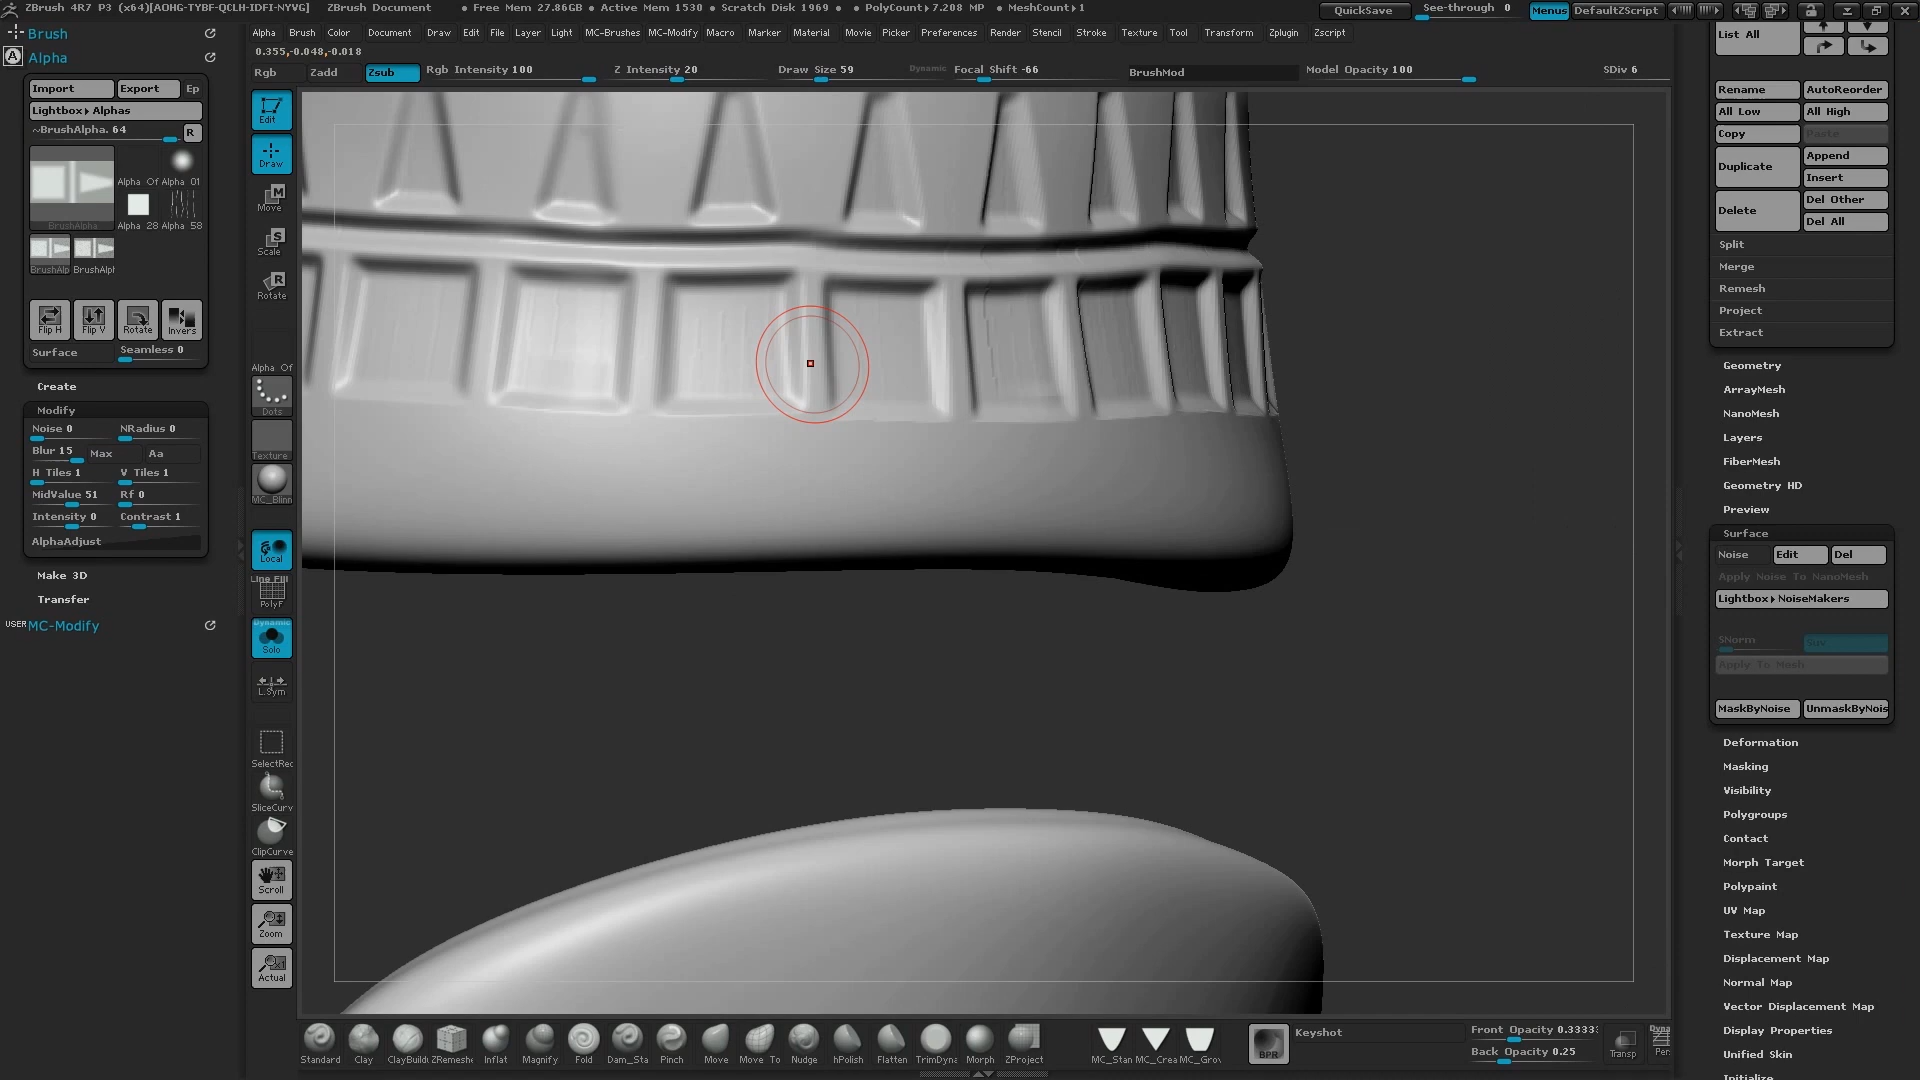 ZBrush 4R7 P3 (x64)[AOHG-TYBF-QCLH-IDFI-NYVG] ZBrush Document • Free Mem 27.86GB • Active Mem 1530 • Scratch Disk 1969 • • PolyCount▸7.208 MP • MeshCount▸1 QuickSave See-through 0 Menus DefaultZScript
Brush
Alpha
Alpha Brush Color Document Draw Edit File Layer Light MC-Brushes MC-Modify Macro Marker Material Movie Picker Preferences Render Stencil Stroke Texture Tool Transform Zplugin Zscript
0.355,-0.048,-0.018
Rgb Zadd Zsub Rgb Intensity 100 Z Intensity 20 Draw Size 59 Dynamic Focal Shift -66 BrushMod Model Opacity 100 SDiv 6
Import Export Ep
Lightbox▸Alphas
~BrushAlpha. 64 R
Alpha Of Alpha 01
BrushAlpha Alpha 28 Alpha 58
BrushAlp BrushAlph
Flip H Flip V Rotate Invers
Surface Seamless 0
Create
Modify
Noise 0 NRadius 0
Blur 15 Max Aa
H Tiles 1 V Tiles 1
MidValue 51 Rf 0
Intensity 0 Contrast 1
AlphaAdjust
Make 3D
Transfer
USER MC-Modify
Edit
Draw
M
Move
S
Scale
R
Rotate
Alpha Of
Dots
Texture
MC_Blinn
Local
Line Fill
PolyF
Dynamic
Solo
L.Sym
SelectRec
SliceCurv
ClipCurve
Scroll
Zoom
Actual
List All
Rename AutoReorder
All Low All High
Copy Paste
Duplicate Append
Insert
Delete Del Other
Del All
Split
Merge
Remesh
Project
Extract
Geometry
ArrayMesh
NanoMesh
Layers
FiberMesh
Geometry HD
Preview
Surface
Noise Edit Del
Apply Noise To NanoMesh
Lightbox▸NoiseMakers
SNorm
Apply To Mesh
MaskByNoise UnmaskByNois
Deformation
Masking
Visibility
Polygroups
Contact
Morph Target
Polypaint
UV Map
Texture Map
Displacement Map
Normal Map
Vector Displacement Map
Display Properties
Unified Skin
Initialize
Standard Clay ClayBuild ZRemeshe Inflat Magnify Fold Dam_Sta Pinch Move Move To Nudge hPolish Flatten TrimDyna Morph ZProject MC_Stan MC_Crea MC_Grov
BPR Keyshot
Front Opacity 0.3333
Back Opacity 0.25
Transp
Dyna
Per